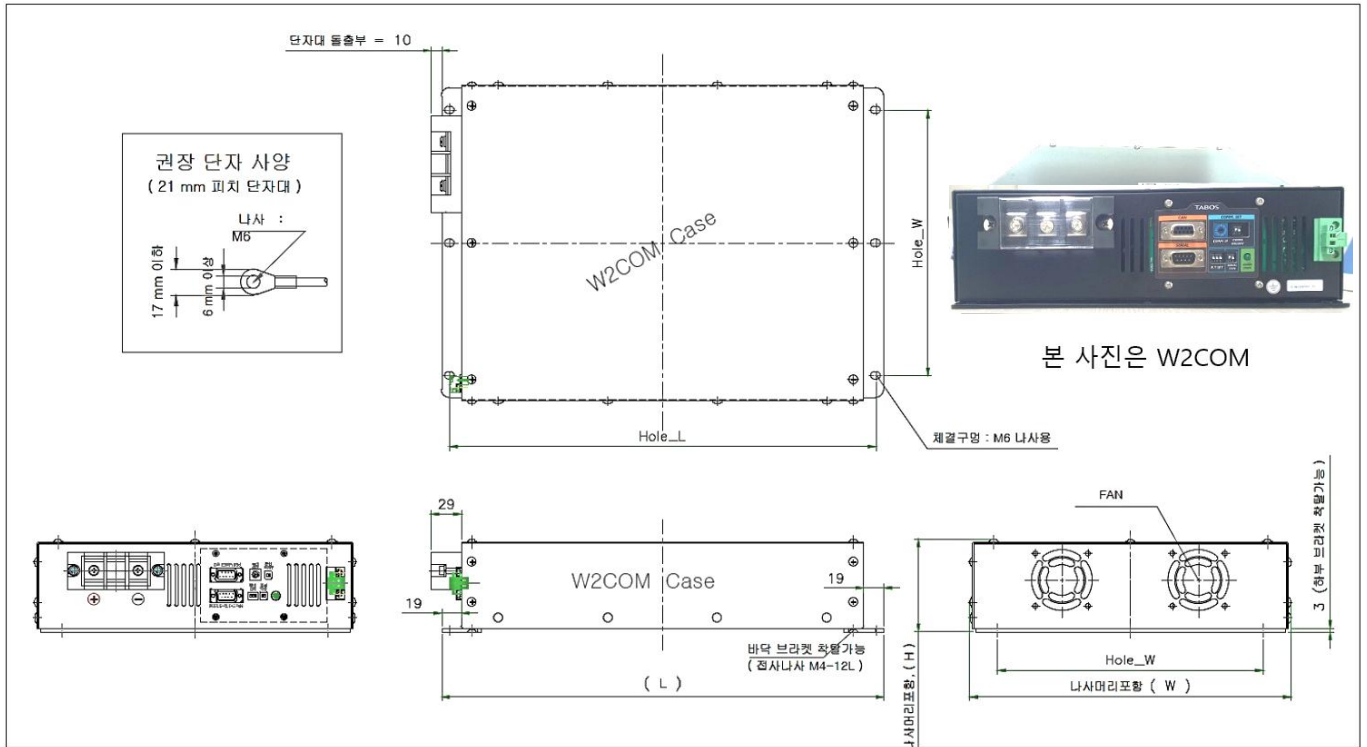 단자대 돌출부 = 10
권장 단자 사양
( 21 mm 피치 단자대 )
나사 :
M6
17 mm 이하
6 mm 이상
W2COM Case
Hole_W
Hole_L
체결구멍 : M6 나사용
TABOS
본 사진은 W2COM
29
19
W2COM Case
19
바닥 브라켓 착탈가능
( 접시나사 M4-12L )
( L )
FAN
3 (하부 브라켓 착탈가능 )
나사머리포함, ( H )
Hole_W
나사머리포함 ( W )